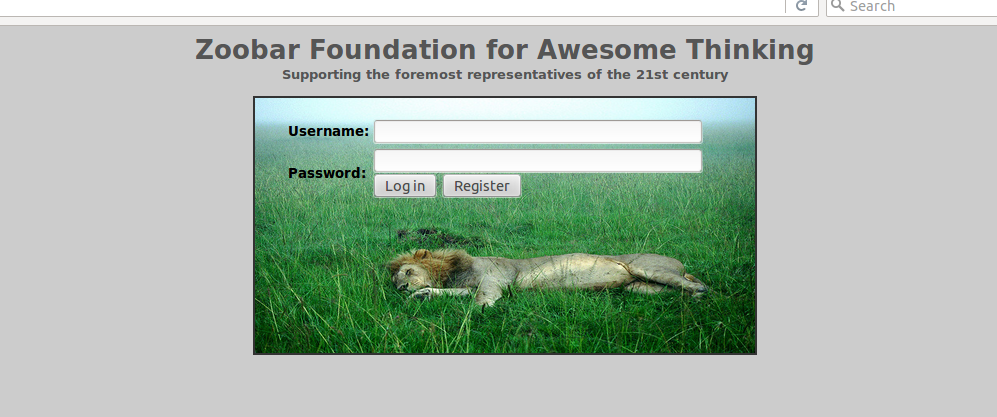 Search
Zoobar Foundation for Awesome Thinking
Supporting the foremost representatives of the 21st century
Username:
Password:
Log in Register